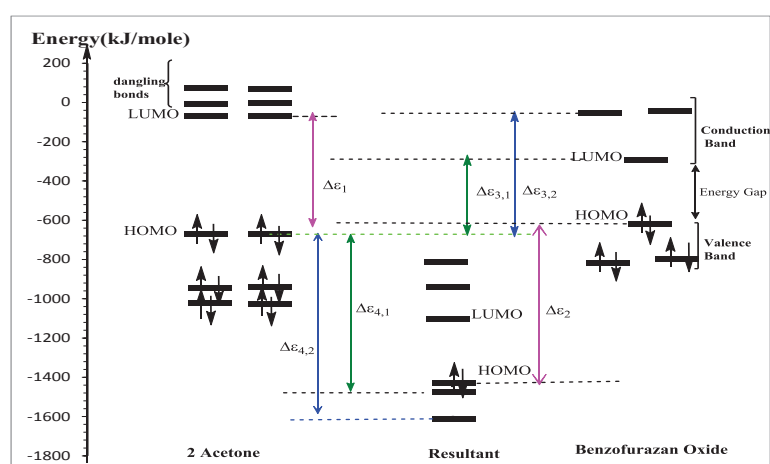 Energy(kJ/mole)
200
0
-200
-400
-600
-800
-1000
-1200
-1400
-1600
-1800
dangling
bonds
LUMO
HOMO
Δε1
Δε3,1
Δε3,2
Δε4,1
Δε4,2
Δε2
LUMO
HOMO
LUMO
HOMO
Conduction
Band
Energy Gap
Valence
Band
2 Acetone
Resultant
Benzofurazan Oxide